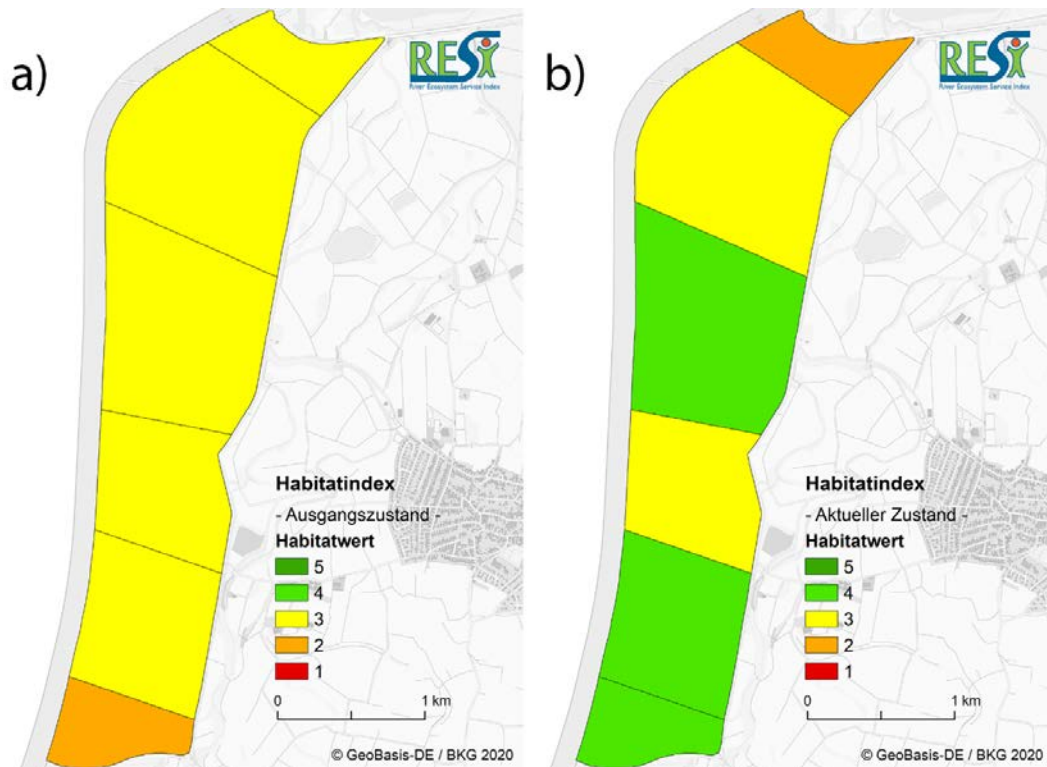 a)
RESI
River Ecosystem Service Index
Habitatindex
- Ausgangszustand -
Habitatwert
5
4
3
2
1
0 1 km
© GeoBasis-DE / BKG 2020
b)
RESI
River Ecosystem Service Index
Habitatindex
- Aktueller Zustand -
Habitatwert
5
4
3
2
1
0 1 km
© GeoBasis-DE / BKG 2020